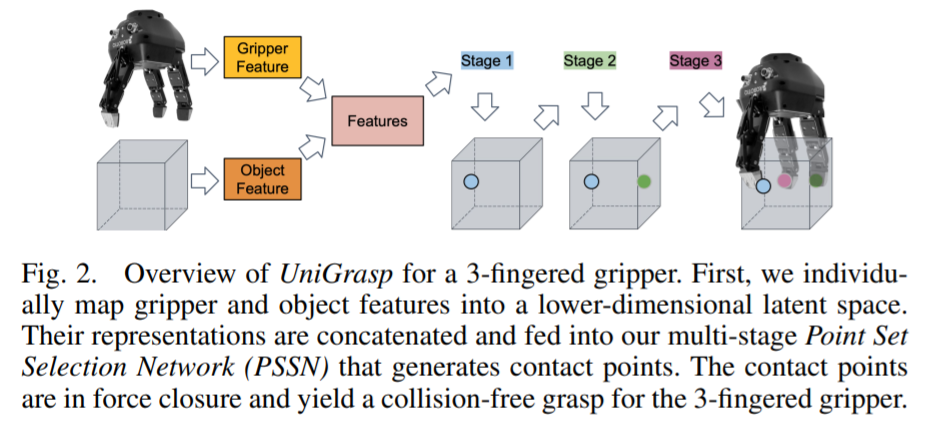 Gripper
Feature
Object
Feature
Features
Stage 1
Stage 2
Stage 3
Fig. 2. Overview of UniGrasp for a 3-fingered gripper. First, we individu-
ally map gripper and object features into a lower-dimensional latent space.
Their representations are concatenated and fed into our multi-stage Point Set
Selection Network (PSSN) that generates contact points. The contact points
are in force closure and yield a collision-free grasp for the 3-fingered gripper.